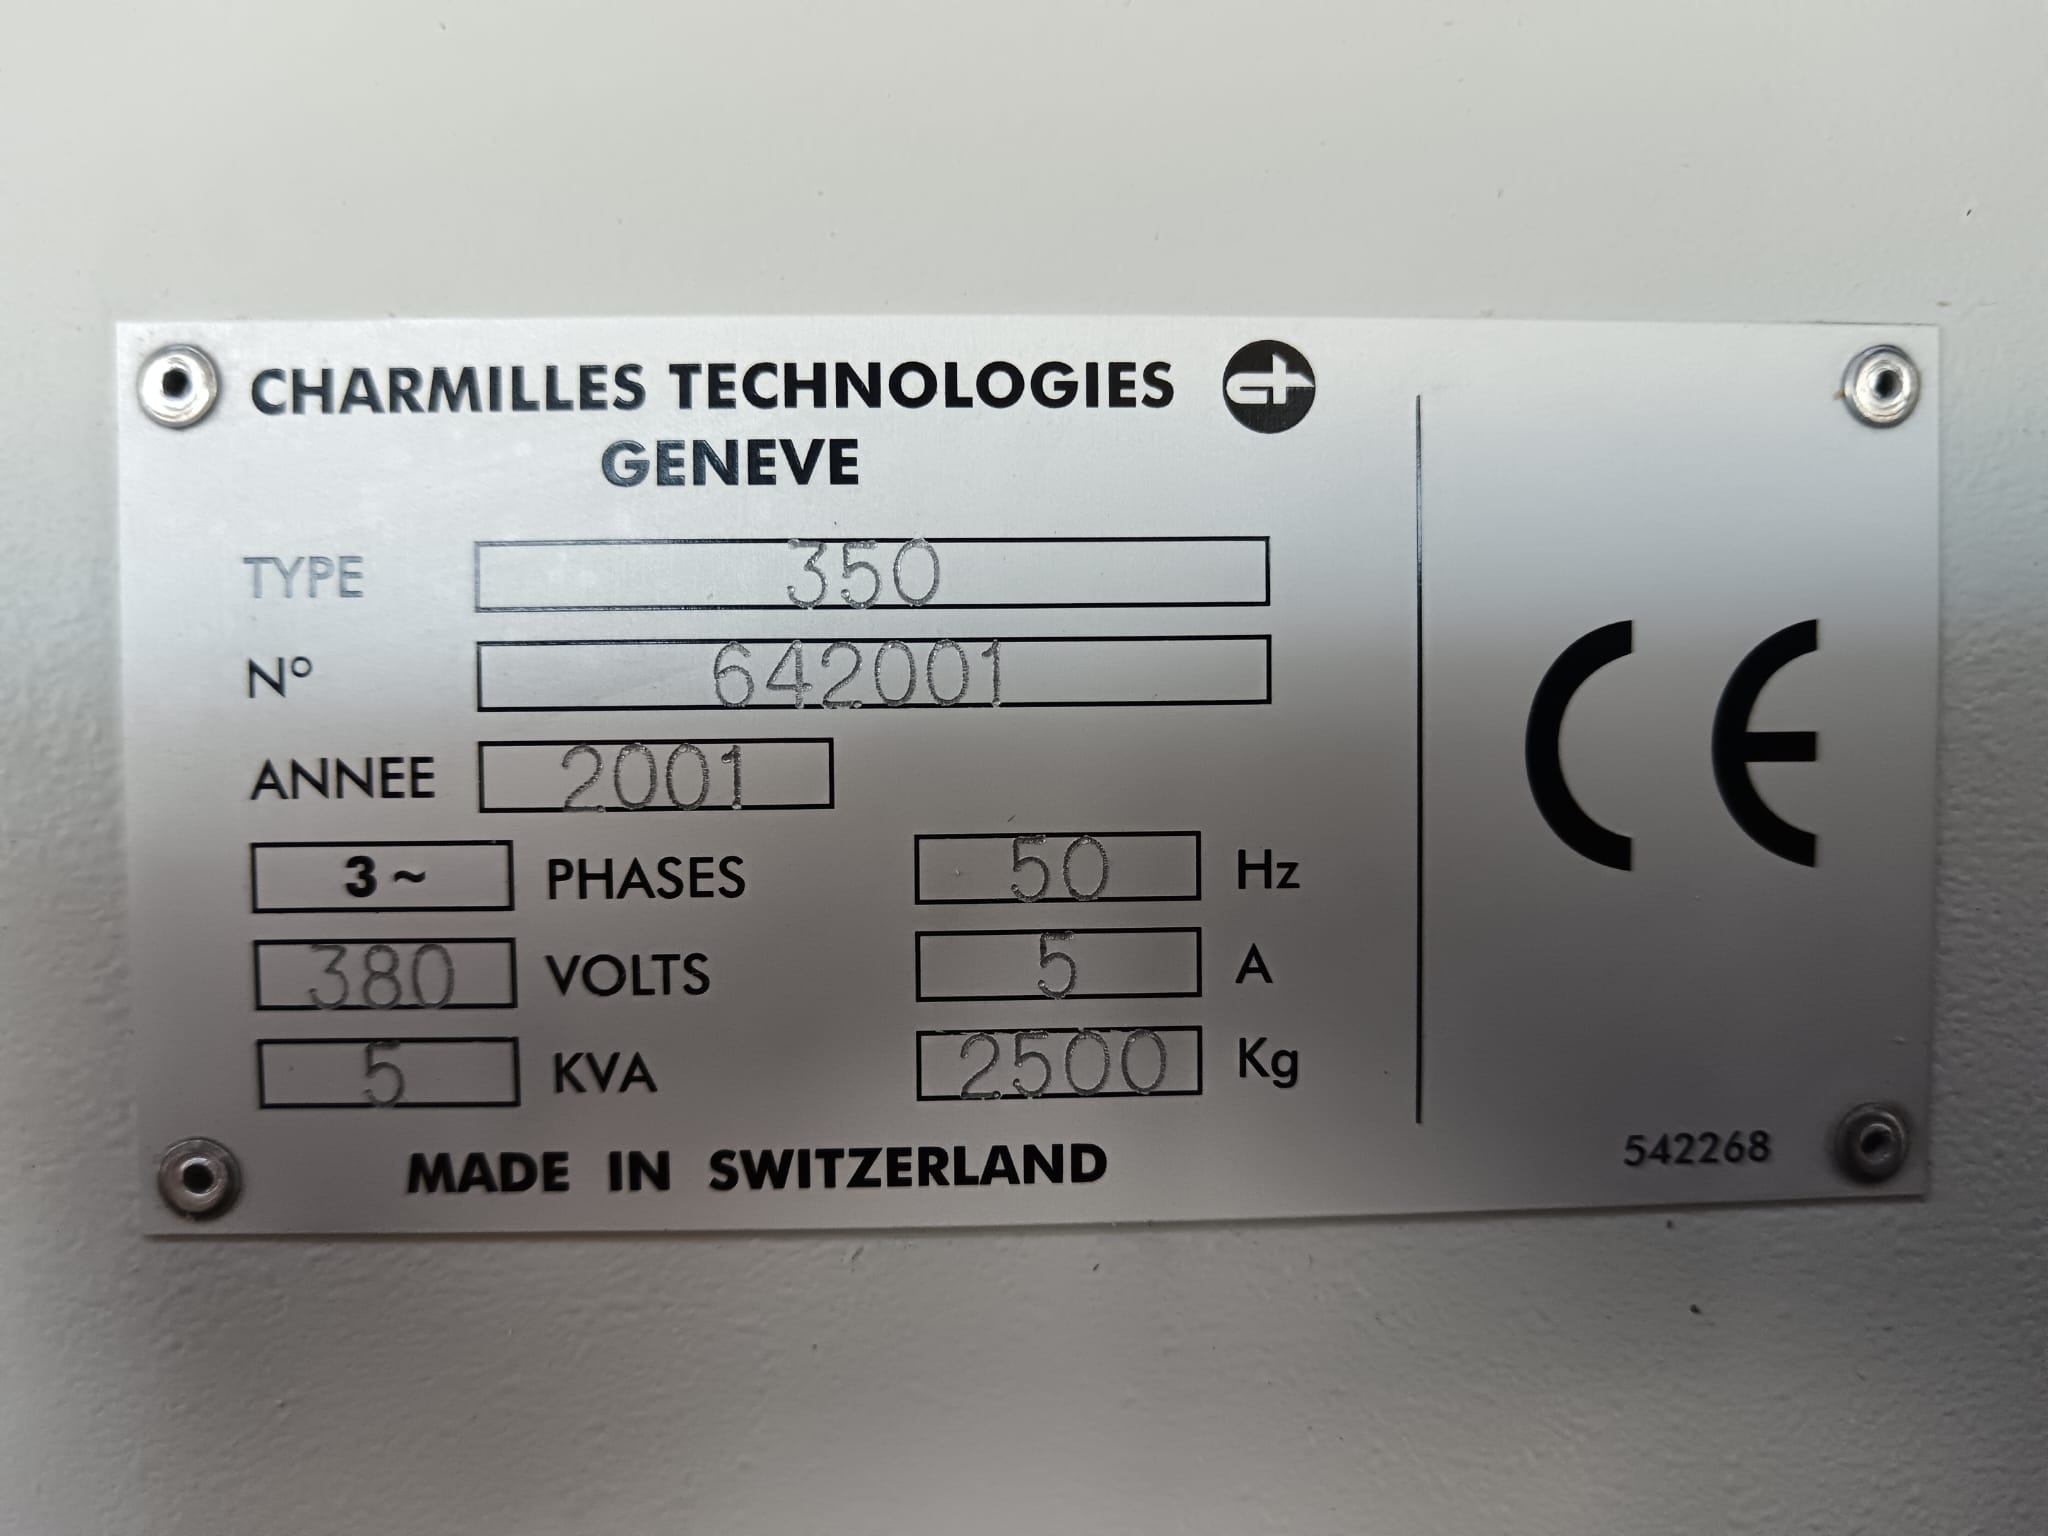 CHARMILLES TECHNOLOGIES
GENEVE
TYPE 350
Nº 642001
ANNEE 2001
3~ PHASES 50 Hz
380 VOLTS 5 A
5 KVA 2500 Kg
MADE IN SWITZERLAND
CE
542268